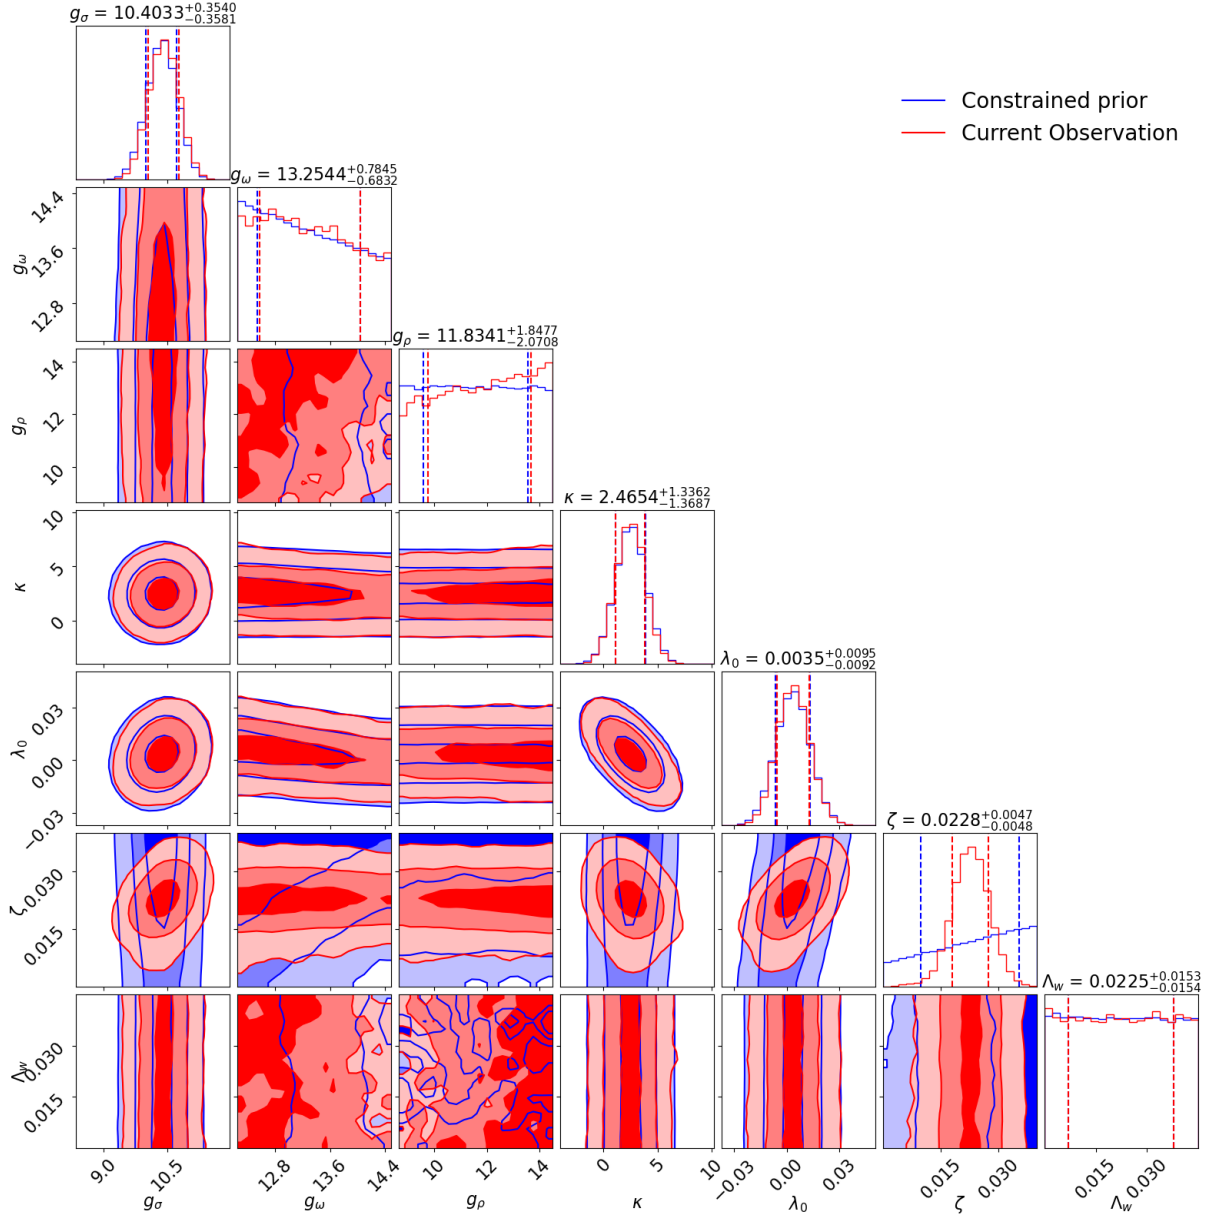 g_σ = 10.4033^{+0.3540}_{-0.3581}
Constrained prior
Current Observation
g_ω = 13.2544^{+0.7845}_{-0.6832}
14.4
13.6
12.8
g_ω
g_ρ = 11.8341^{+1.8477}_{-2.0708}
14
12
10
g_ρ
κ = 2.4654^{+1.3362}_{-1.3687}
10
5
0
κ
λ_0 = 0.0035^{+0.0095}_{-0.0092}
0.03
0.00
−0.03
λ_0
ζ = 0.0228^{+0.0047}_{-0.0048}
0.030
0.015
ζ
Λ_w = 0.0225^{+0.0153}_{-0.0154}
0.030
0.015
Λ_w
9.0 10.5 12.8 13.6 14.4 10 12 14 0 5 10 −0.03 0.00 0.03 0.015 0.030 0.015 0.030
g_σ g_ω g_ρ κ λ_0 ζ Λ_w